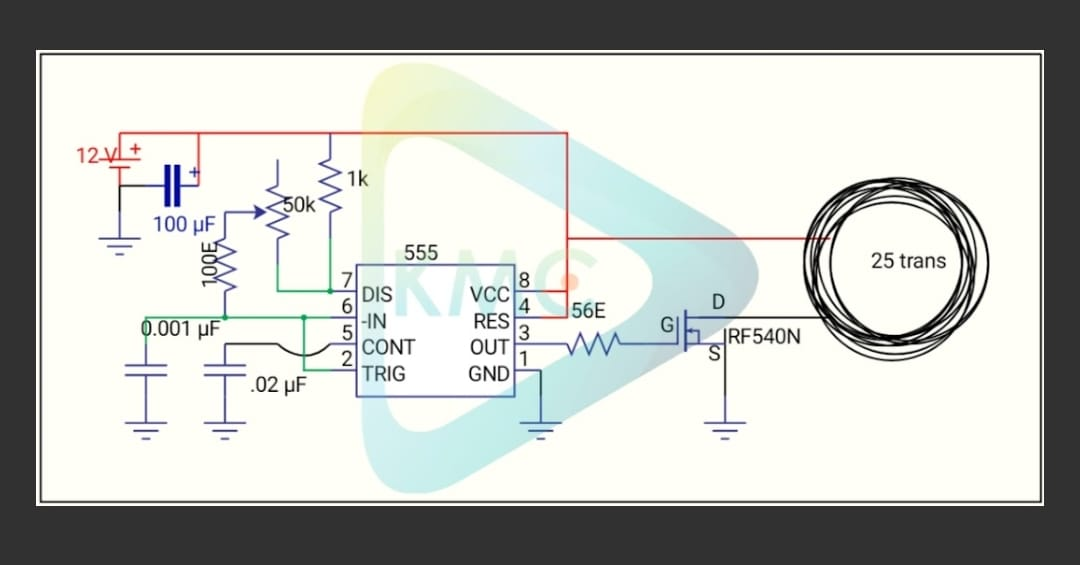 12 V
+
+
100 µF
50k
1k
100E
0.001 µF
.02 µF
555
7
DIS
6
-IN
5
CONT
2
TRIG
VCC
8
RES
4
OUT
3
GND
1
56E
G
D
S
IRF540N
25 trans
KMC